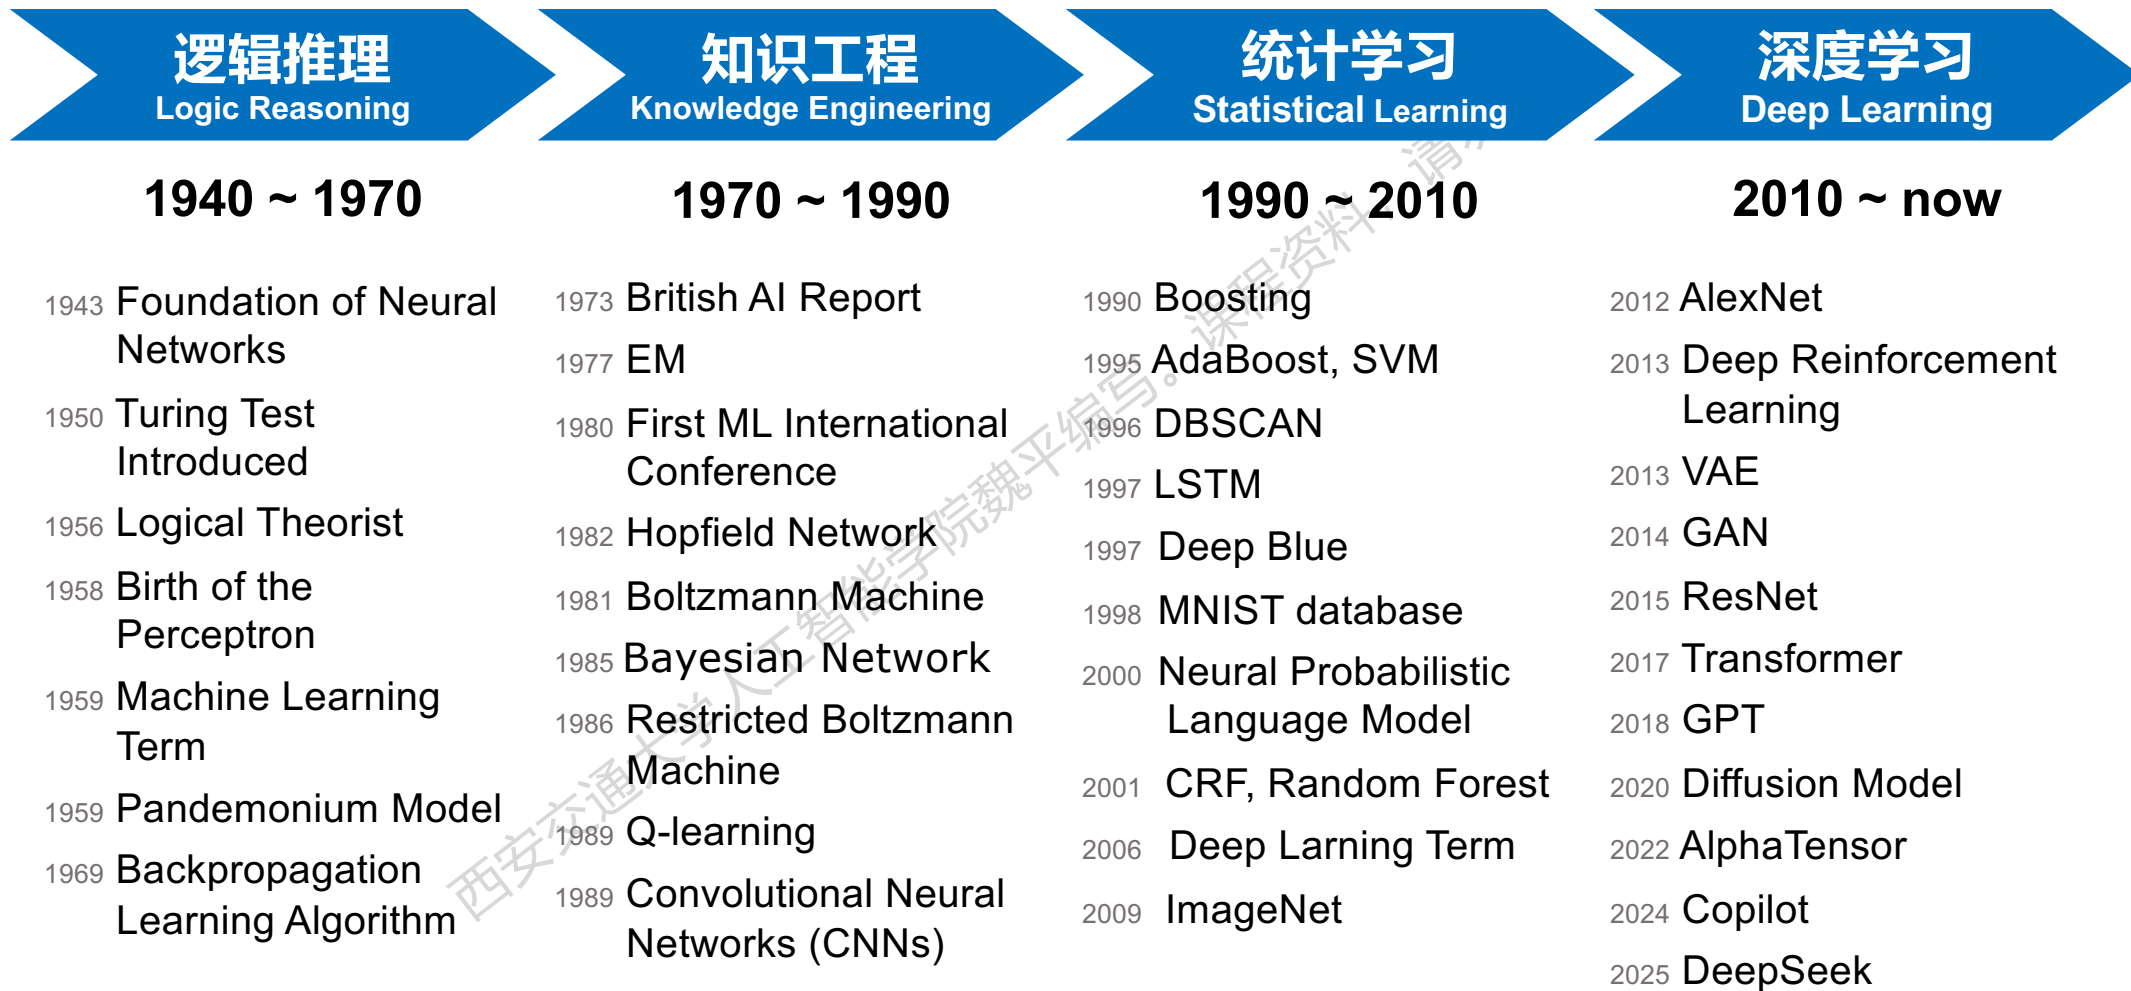 逻辑推理
Logic Reasoning
1940 ~ 1970
1943 Foundation of Neural
Networks
1950 Turing Test
Introduced
1956 Logical Theorist
1958 Birth of the
Perceptron
1959 Machine Learning
Term
1959 Pandemonium Model
1969 Backpropagation
Learning Algorithm
知识工程
Knowledge Engineering
1970 ~ 1990
1973 British AI Report
1977 EM
1980 First ML International
Conference
1982 Hopfield Network
1981 Boltzmann Machine
1985 Bayesian Network
1986 Restricted Boltzmann
Machine
1989 Q-learning
1989 Convolutional Neural
Networks (CNNs)
统计学习
Statistical Learning
1990 ~ 2010
1990 Boosting
1995 AdaBoost, SVM
1996 DBSCAN
1997 LSTM
1997 Deep Blue
1998 MNIST database
2000 Neural Probabilistic
Language Model
2001 CRF, Random Forest
2006 Deep Larning Term
2009 ImageNet
深度学习
Deep Learning
2010 ~ now
2012 AlexNet
2013 Deep Reinforcement
Learning
2013 VAE
2014 GAN
2015 ResNet
2017 Transformer
2018 GPT
2020 Diffusion Model
2022 AlphaTensor
2024 Copilot
2025 DeepSeek
西安交通大学人工智能学院魏平编写。课程资料，请